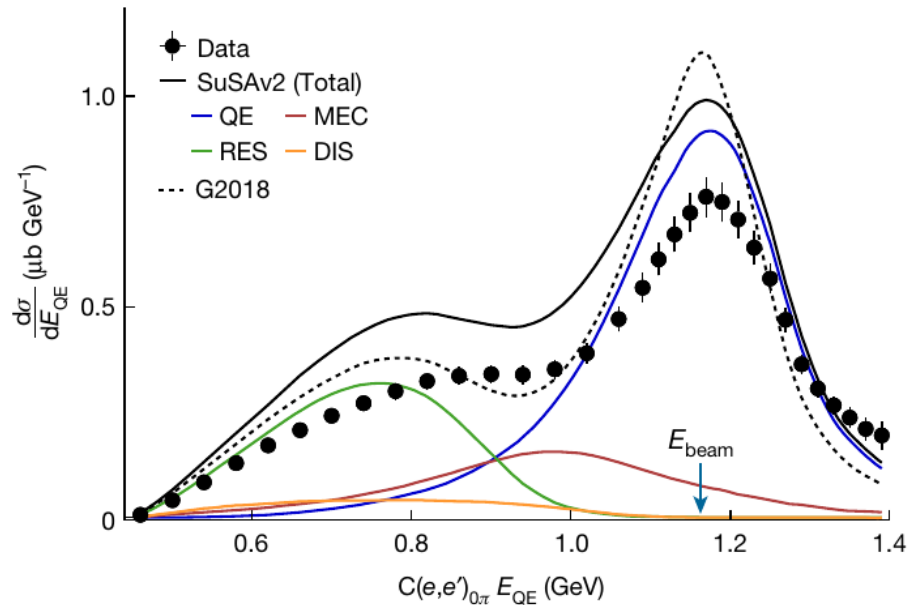 Data
SuSAv2 (Total)
QE MEC
RES DIS
G2018
1.0
0.5
0
dσ
dE_QE
(μb GeV⁻¹)
E_beam
0.6 0.8 1.0 1.2 1.4
C(e,e′)_0π E_QE (GeV)